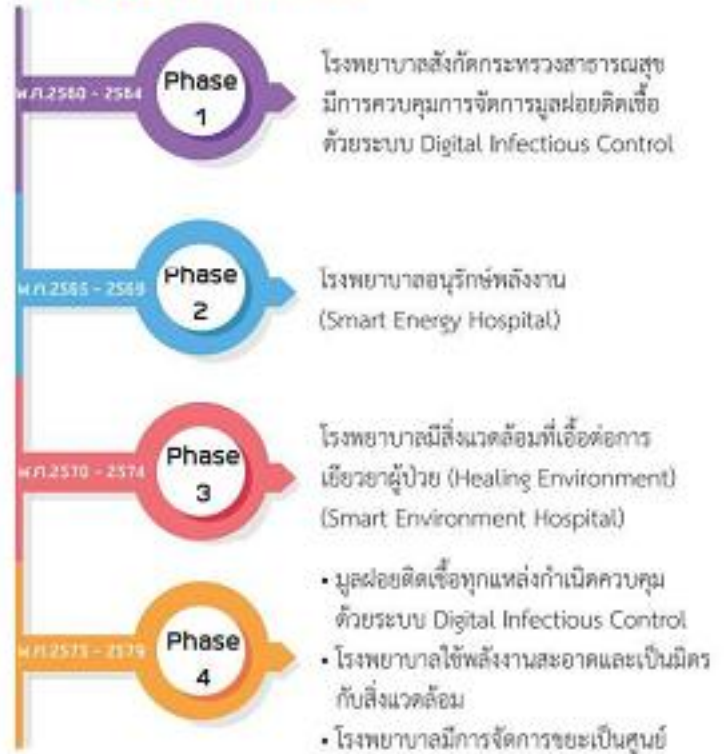 พ.ศ.2560 - 2564
Phase
1
โรงพยาบาลสังกัดกระทรวงสาธารณสุข
มีการควบคุมการจัดการมูลฝอยติดเชื้อ
ด้วยระบบ Digital Infectious Control
พ.ศ.2565 - 2569
Phase
2
โรงพยาบาลอนุรักษ์พลังงาน
(Smart Energy Hospital)
พ.ศ.2570 - 2574
Phase
3
โรงพยาบาลมีสิ่งแวดล้อมที่เอื้อต่อการ
เยียวยาผู้ป่วย (Healing Environment)
(Smart Environment Hospital)
พ.ศ.2575 - 2579
Phase
4
• มูลฝอยติดเชื้อทุกแหล่งกำเนิดควบคุม
ด้วยระบบ Digital Infectious Control
• โรงพยาบาลใช้พลังงานสะอาดและเป็นมิตร
กับสิ่งแวดล้อม
• โรงพยาบาลมีการจัดการขยะเป็นศูนย์